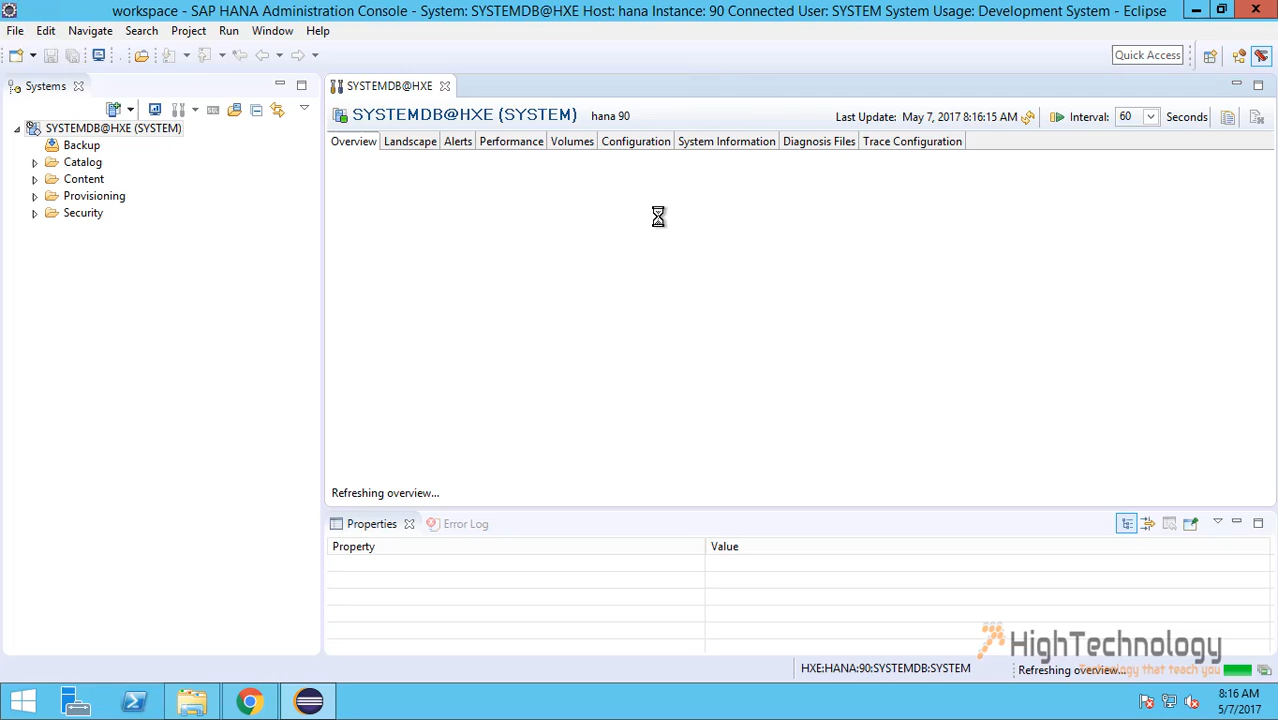 workspace - SAP HANA Administration Console - System: SYSTEMDB@HXE Host: hana Instance: 90 Connected User: SYSTEM System Usage: Development System - Eclipse
File Edit Navigate Search Project Run Window Help
Quick Access
Systems
SYSTEMDB@HXE (SYSTEM)
Backup
Catalog
Content
Provisioning
Security
SYSTEMDB@HXE
SYSTEMDB@HXE (SYSTEM) hana 90
Last Update: May 7, 2017 8:16:15 AM Interval: 60 Seconds
Overview Landscape Alerts Performance Volumes Configuration System Information Diagnosis Files Trace Configuration
Refreshing overview...
Properties Error Log
Property Value
HighTechnology
Technology that teach you
HXE:HANA:90:SYSTEMDB:SYSTEM Refreshing overview...
8:16 AM
5/7/2017